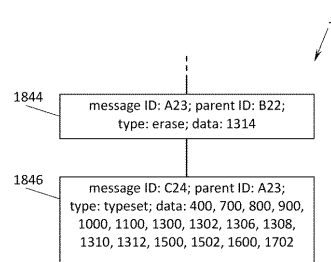 1844
message ID: A23; parent ID: B22;
type: erase; data: 1314
1846
message ID: C24; parent ID: A23;
type: typeset; data: 400, 700, 800, 900,
1000, 1100, 1300, 1302, 1306, 1308,
1310, 1312, 1500, 1502, 1600, 1702